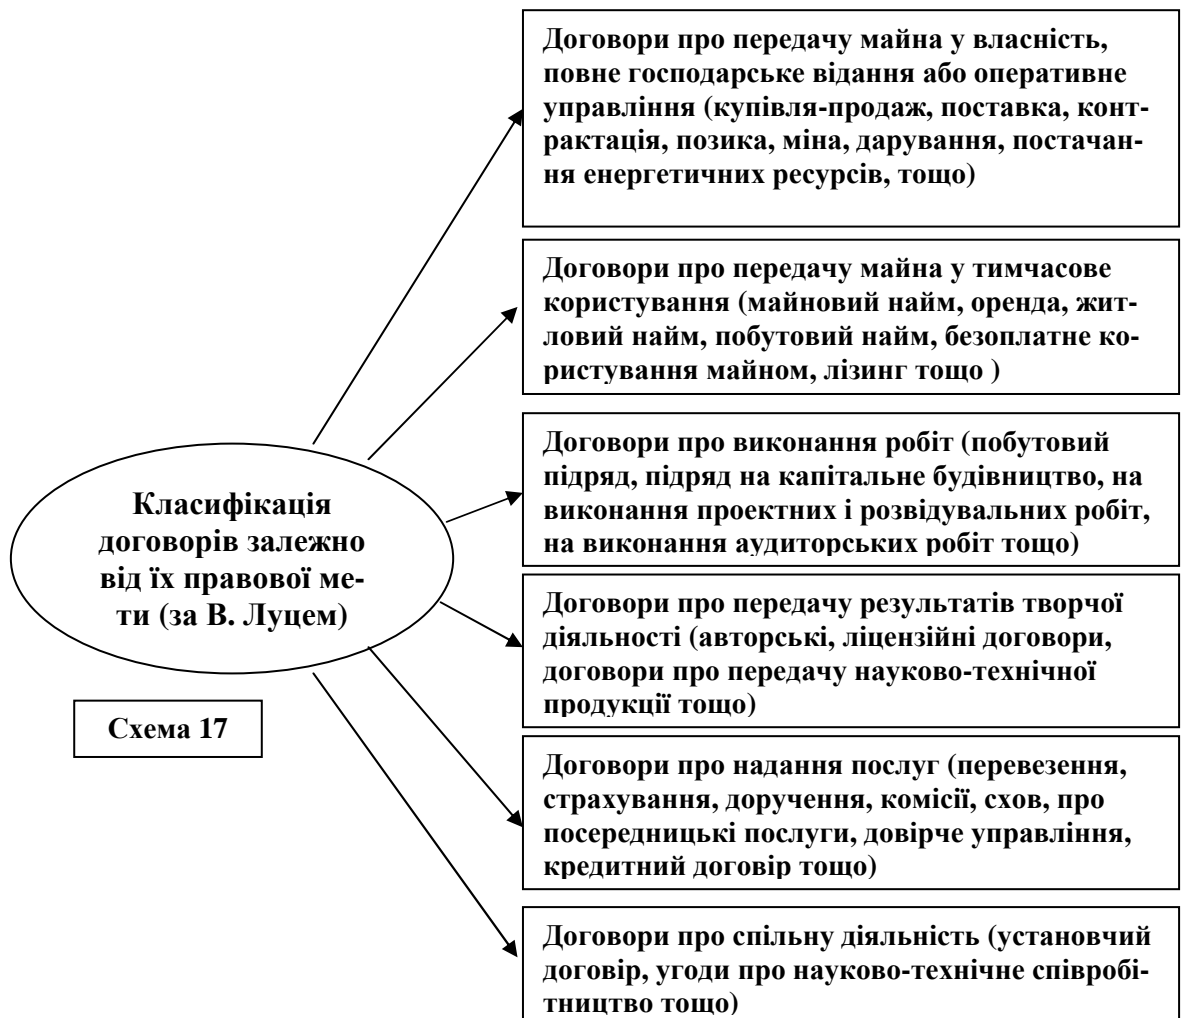 Договори про передачу майна у власність,
повне господарське відання або оперативне
управління (купівля-продаж, поставка, конт-
рактація, позика, міна, дарування, постачан-
ня енергетичних ресурсів, тощо)
Договори про передачу майна у тимчасове
користування (майновий найм, оренда, жит-
ловий найм, побутовий найм, безоплатне ко-
ристування майном, лізинг тощо )
Договори про виконання робіт (побутовий
підряд, підряд на капітальне будівництво, на
виконання проектних і розвідувальних робіт,
на виконання аудиторських робіт тощо)
Класифікація
договорів залежно
від їх правової ме-
ти (за В. Луцем)
Договори про передачу результатів творчої
діяльності (авторські, ліцензійні договори,
договори про передачу науково-технічної
продукції тощо)
Схема 17
Договори про надання послуг (перевезення,
страхування, доручення, комісії, схов, про
посередницькі послуги, довірче управління,
кредитний договір тощо)
Договори про спільну діяльність (установчий
договір, угоди про науково-технічне співробі-
тництво тощо)